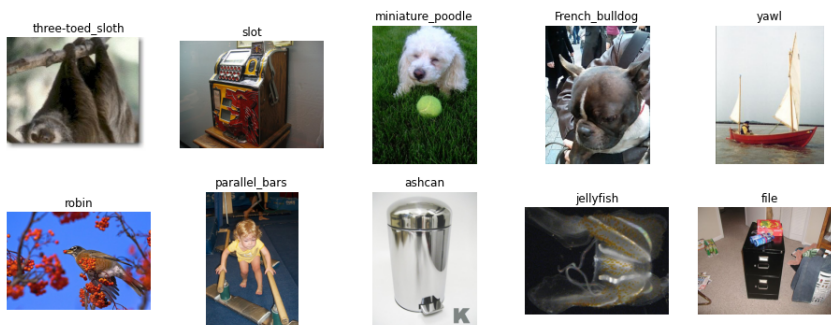 three-toed_sloth
slot
miniature_poodle
French_bulldog
yawl
robin
parallel_bars
ashcan
jellyfish
file
K